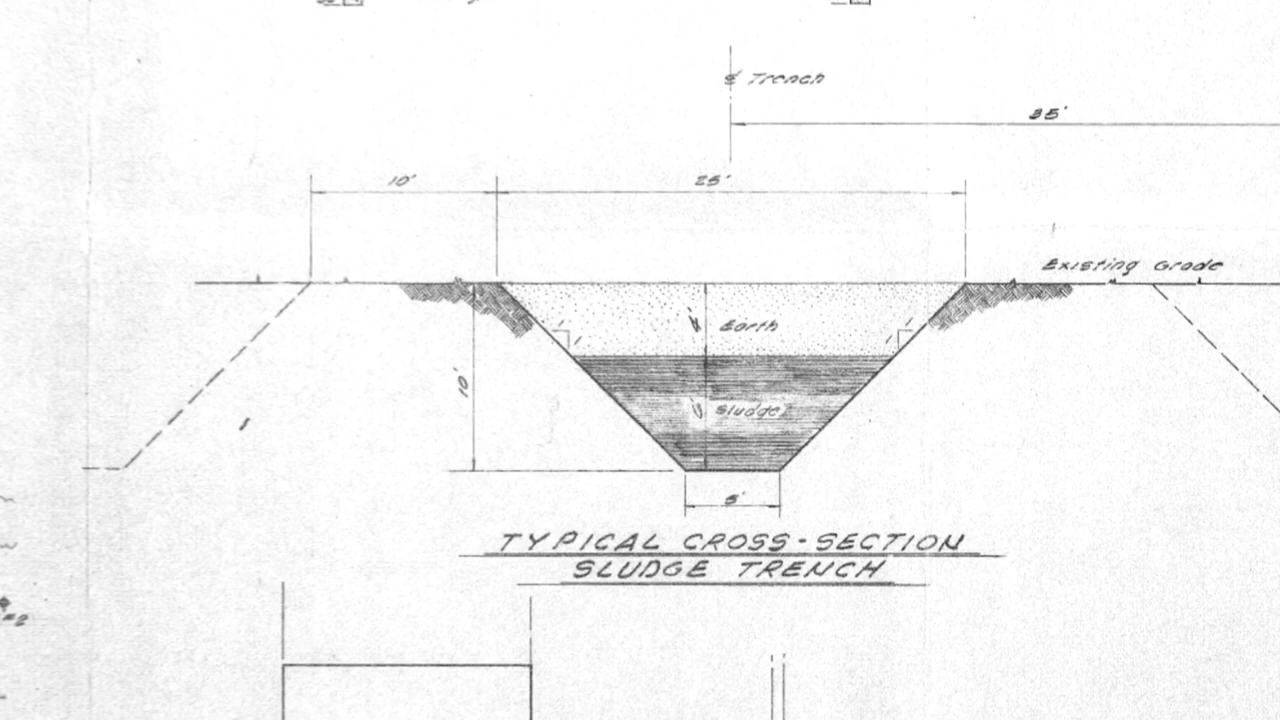 ℄ Trench
35'
10'
25'
Existing Grade
Earth
10'
Sludge
5'
TYPICAL CROSS-SECTION
SLUDGE TRENCH